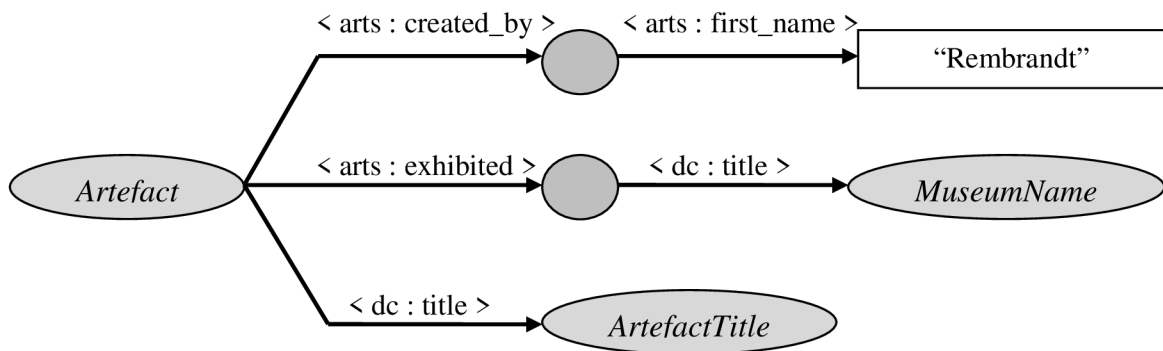 < arts : created_by >
< arts : first_name >
“Rembrandt”
< arts : exhibited >
< dc : title >
Artefact
MuseumName
< dc : title >
ArtefactTitle